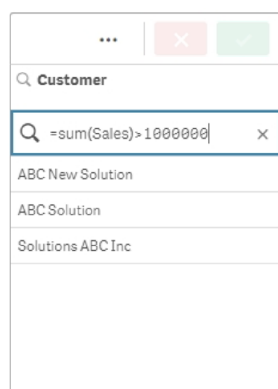 Customer
=sum(Sales)>1000000
ABC New Solution
ABC Solution
Solutions ABC Inc